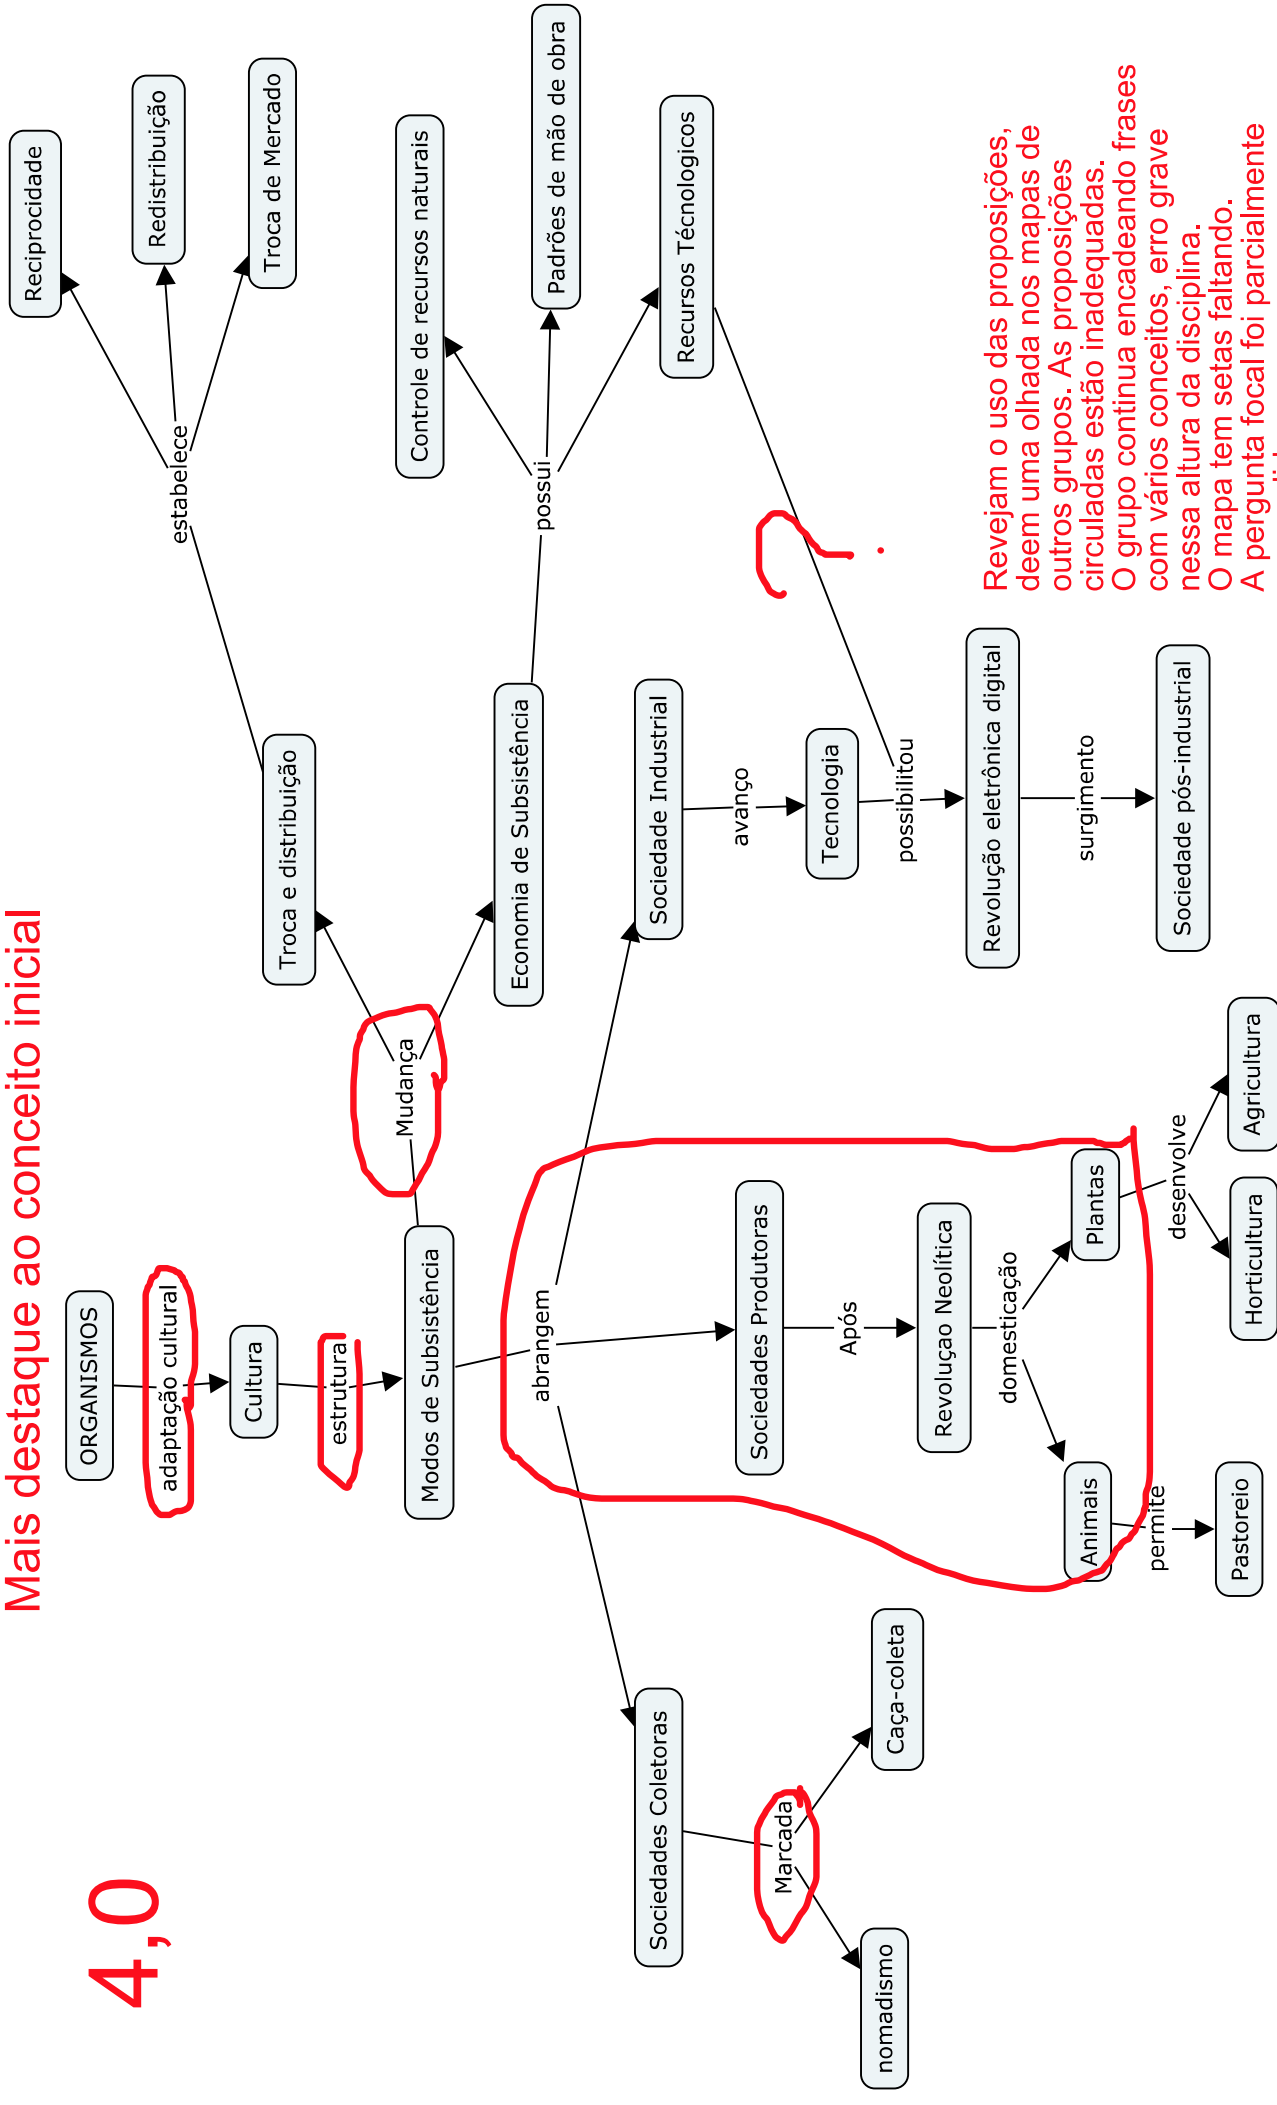 Mais destaque ao conceito inicial
4,0
ORGANISMOS
adaptação cultural
Cultura
estrutura
Modos de Subsistência
Mudança
Troca e distribuição
estabelece
Reciprocidade
Redistribuição
Troca de Mercado
Economia de Subsistência
possui
Controle de recursos naturais
Padrões de mão de obra
Recursos Técnologicos
abrangem
Sociedades Coletoras
Marcada
nomadismo
Caça-coleta
Sociedades Produtoras
Após
Revoluçao Neolítica
domesticação
Animais
permite
Pastoreio
Plantas
desenvolve
Horticultura
Agricultura
Sociedade Industrial
avanço
Tecnologia
possibilitou
Revolução eletrônica digital
surgimento
Sociedade pós-industrial
Revejam o uso das proposições,
deem uma olhada nos mapas de
outros grupos. As proposições
circuladas estão inadequadas.
O grupo continua encadeando frases
com vários conceitos, erro grave
nessa altura da disciplina.
O mapa tem setas faltando.
A pergunta focal foi parcialmente
?